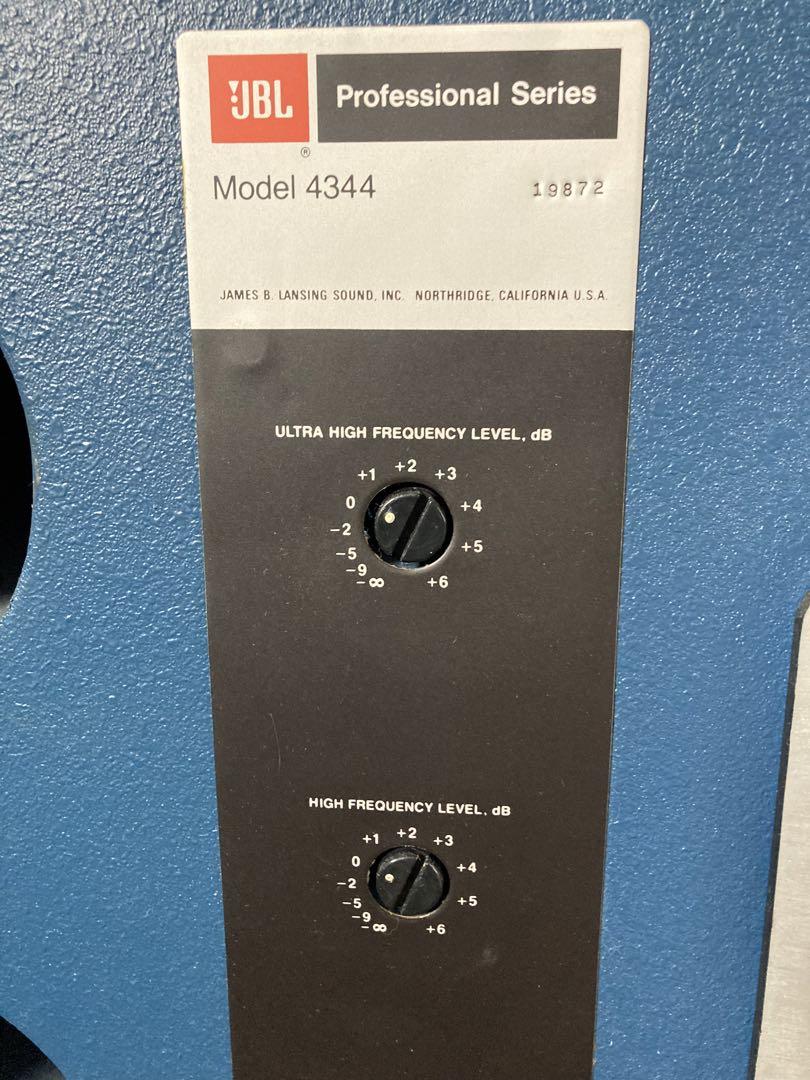 JBL Professional Series
®
Model 4344 19872
JAMES B. LANSING SOUND, INC. NORTHRIDGE, CALIFORNIA U.S.A.
ULTRA HIGH FREQUENCY LEVEL, dB
+1 +2 +3
0 +4
-2
-5 +5
-9
-∞ +6
HIGH FREQUENCY LEVEL, dB
+1 +2 +3
0 +4
-2
-5 +5
-9
-∞ +6